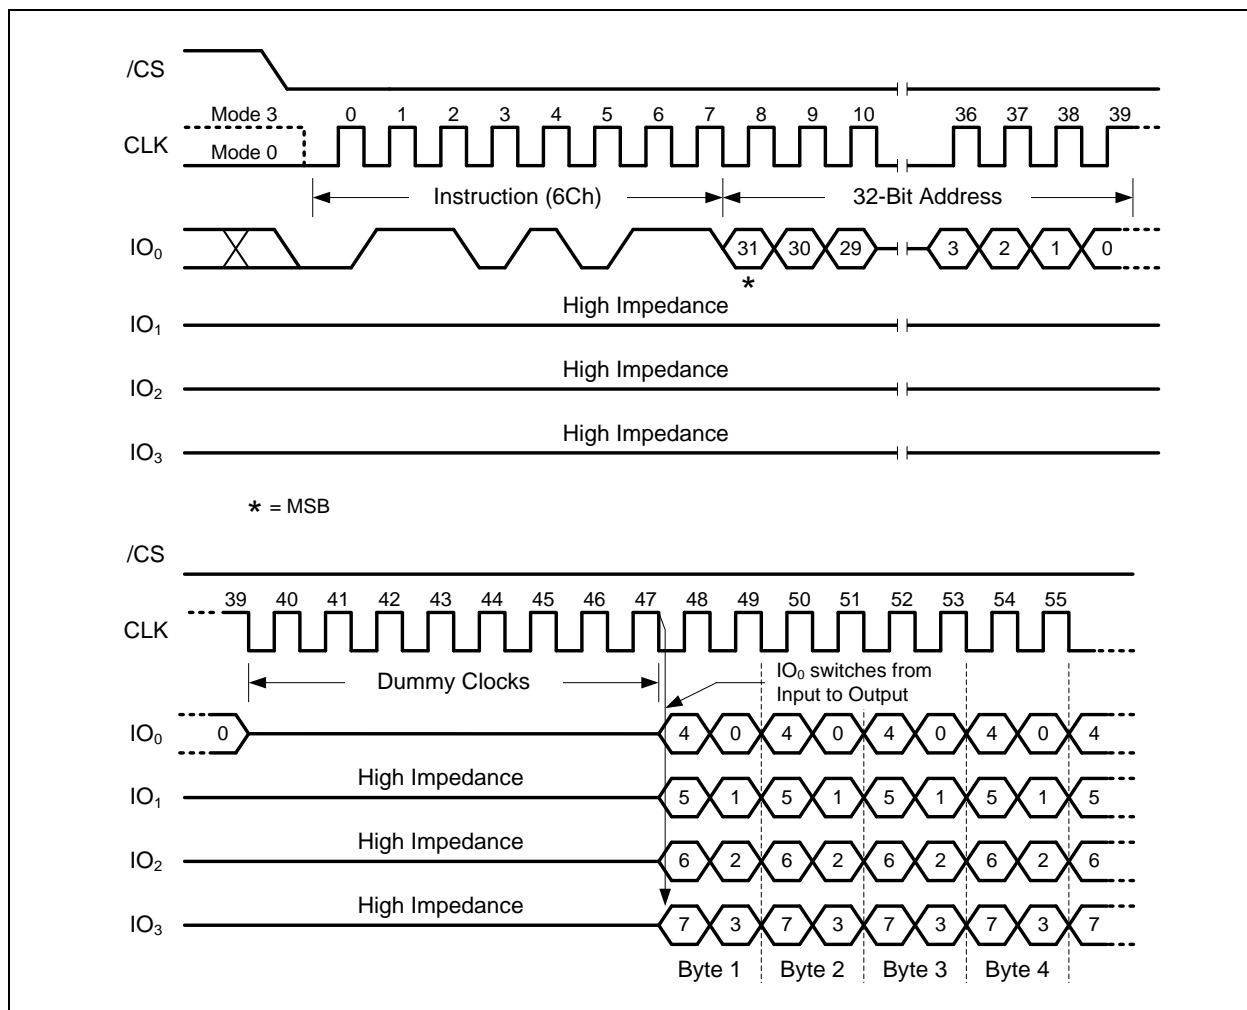 /CS
Mode 3 0 1 2 3 4 5 6 7 8 9 10 36 37 38 39
CLK
Mode 0
Instruction (6Ch) 32-Bit Address
IO0 31 30 29 3 2 1 0
*
High Impedance
IO1
High Impedance
IO2
High Impedance
IO3
* = MSB
/CS
39 40 41 42 43 44 45 46 47 48 49 50 51 52 53 54 55
CLK
Dummy Clocks
IO0 switches from
Input to Output
IO0 0 4 0 4 0 4 0 4 0 4
High Impedance
IO1 5 1 5 1 5 1 5 1 5
High Impedance
IO2 6 2 6 2 6 2 6 2 6
High Impedance
IO3 7 3 7 3 7 3 7 3 7
Byte 1 Byte 2 Byte 3 Byte 4